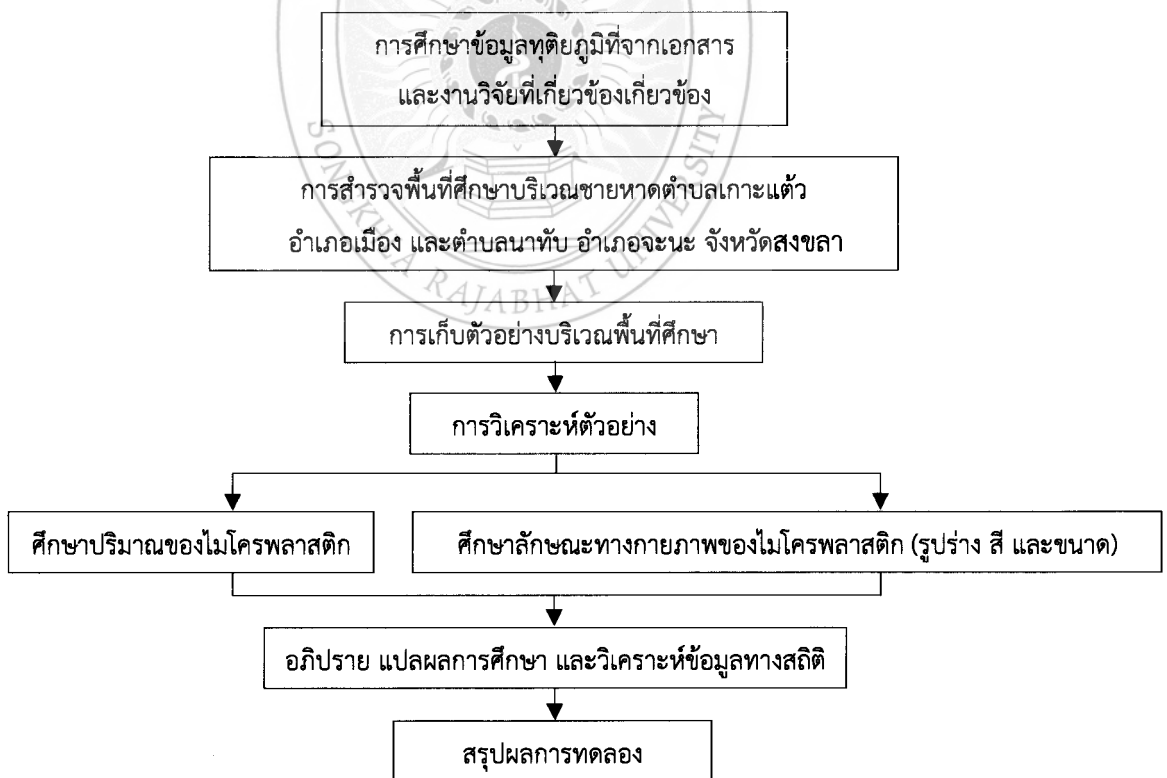 การศึกษาข้อมูลทุติยภูมิที่จากเอกสาร
และงานวิจัยที่เกี่ยวข้องเกี่ยวข้อง
การสำรวจพื้นที่ศึกษาบริเวณชายหาดตำบลเกาะแต้ว
อำเภอเมือง และตำบลนาทับ อำเภอจะนะ จังหวัดสงขลา
SONGKHLA RAJABHAT UNIVERSITY
การเก็บตัวอย่างบริเวณพื้นที่ศึกษา
การวิเคราะห์ตัวอย่าง
ศึกษาปริมาณของไมโครพลาสติก
ศึกษาลักษณะทางกายภาพของไมโครพลาสติก (รูปร่าง สี และขนาด)
อภิปราย แปลผลการศึกษา และวิเคราะห์ข้อมูลทางสถิติ
สรุปผลการทดลอง